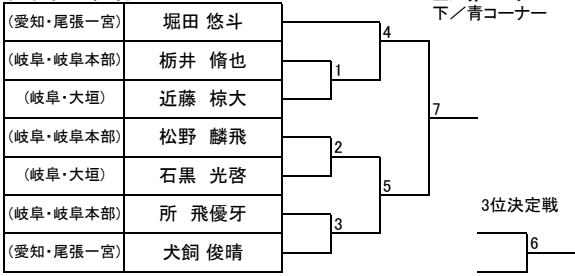 下／青コーナー
(愛知・尾張一宮) 堀田 悠斗
4
(岐阜・岐阜本部) 栃井 脩也
1
(岐阜・大垣) 近藤 椋大
7
(岐阜・岐阜本部) 松野 麟飛
2
(岐阜・大垣) 石黒 光啓
5
(岐阜・岐阜本部) 所 飛優牙
3位決定戦
3
(愛知・尾張一宮) 犬飼 俊晴
6